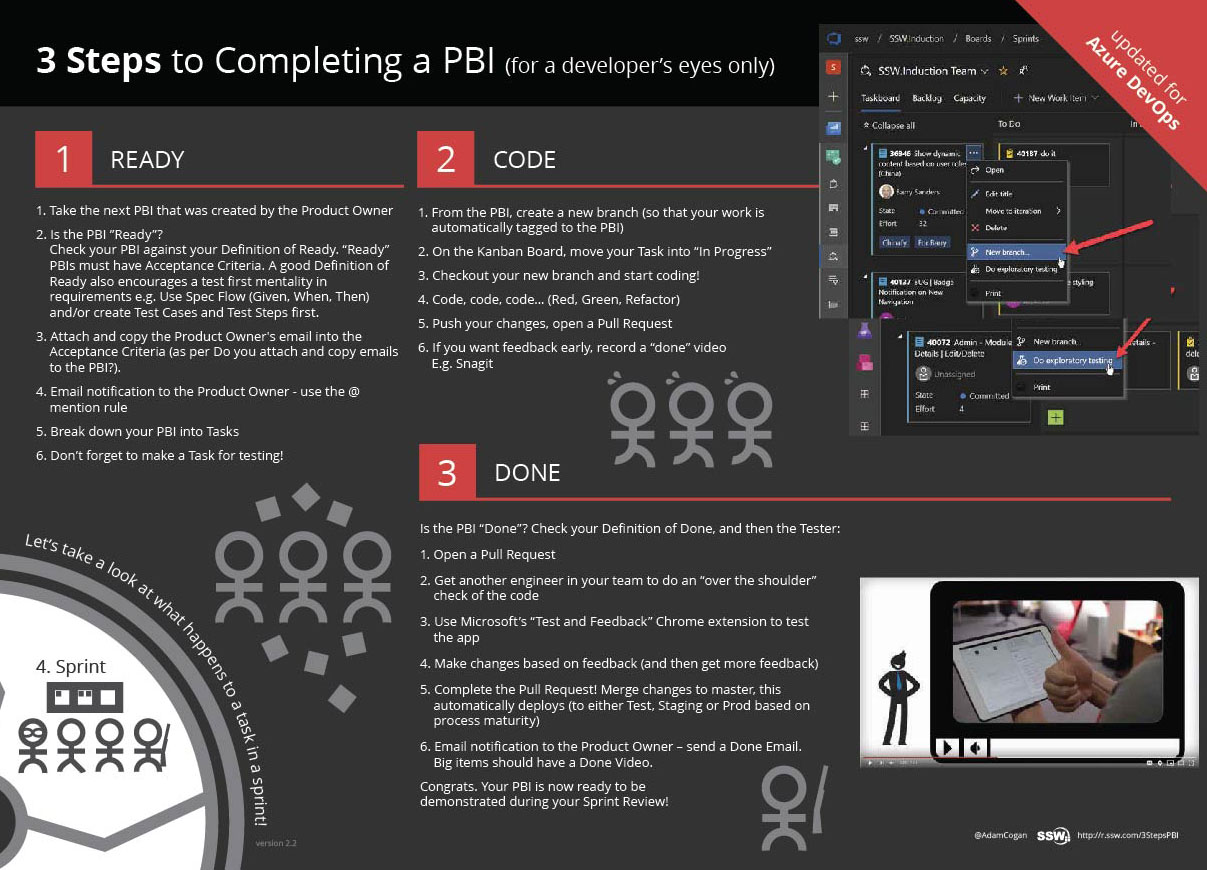 3 Steps to Completing a PBI (for a developer's eyes only)
updated for
Azure DevOps
1 READY
1. Take the next PBI that was created by the Product Owner
2. Is the PBI “Ready”?
Check your PBI against your Definition of Ready. “Ready”
PBIs must have Acceptance Criteria. A good Definition of
Ready also encourages a test first mentality in
requirements e.g. Use Spec Flow (Given, When, Then)
and/or create Test Cases and Test Steps first.
3. Attach and copy the Product Owner's email into the
Acceptance Criteria (as per Do you attach and copy emails
to the PBI?).
4. Email notification to the Product Owner - use the @
mention rule
5. Break down your PBI into Tasks
6. Don’t forget to make a Task for testing!
2 CODE
1. From the PBI, create a new branch (so that your work is
automatically tagged to the PBI)
2. On the Kanban Board, move your Task into “In Progress”
3. Checkout your new branch and start coding!
4. Code, code, code... (Red, Green, Refactor)
5. Push your changes, open a Pull Request
6. If you want feedback early, record a “done” video
E.g. Snagit
ssw / SSW.Induction / Boards / Sprints
S
SSW.Induction Team
Taskboard Backlog Capacity + New Work Item
Collapse all To Do In
36946 Show dynamic ... 40187 do it
content based on user roles
(China)
Open
Barry Sanders
Edit title
State Committed
Move to iteration
Effort 32
Delete
Chinafy For Barry
New branch...
Do exploratory testing
40137 BUG | Badge styling
Notification on New
Navigation
Print
40072 Admin - Module etails -
Details | Edit/Delete
New branch...
Do exploratory testing
Unassigned
Print
State Committed
Effort 4
3 DONE
Is the PBI “Done”? Check your Definition of Done, and then the Tester:
1. Open a Pull Request
2. Get another engineer in your team to do an “over the shoulder”
check of the code
3. Use Microsoft’s “Test and Feedback” Chrome extension to test
the app
4. Make changes based on feedback (and then get more feedback)
5. Complete the Pull Request! Merge changes to master, this
automatically deploys (to either Test, Staging or Prod based on
process maturity)
6. Email notification to the Product Owner – send a Done Email.
Big items should have a Done Video.
Congrats. Your PBI is now ready to be
demonstrated during your Sprint Review!
Let’s take a look at what happens to a task in a sprint!
4. Sprint
version 2.2
@AdamCogan SSW http://r.ssw.com/3StepsPBI